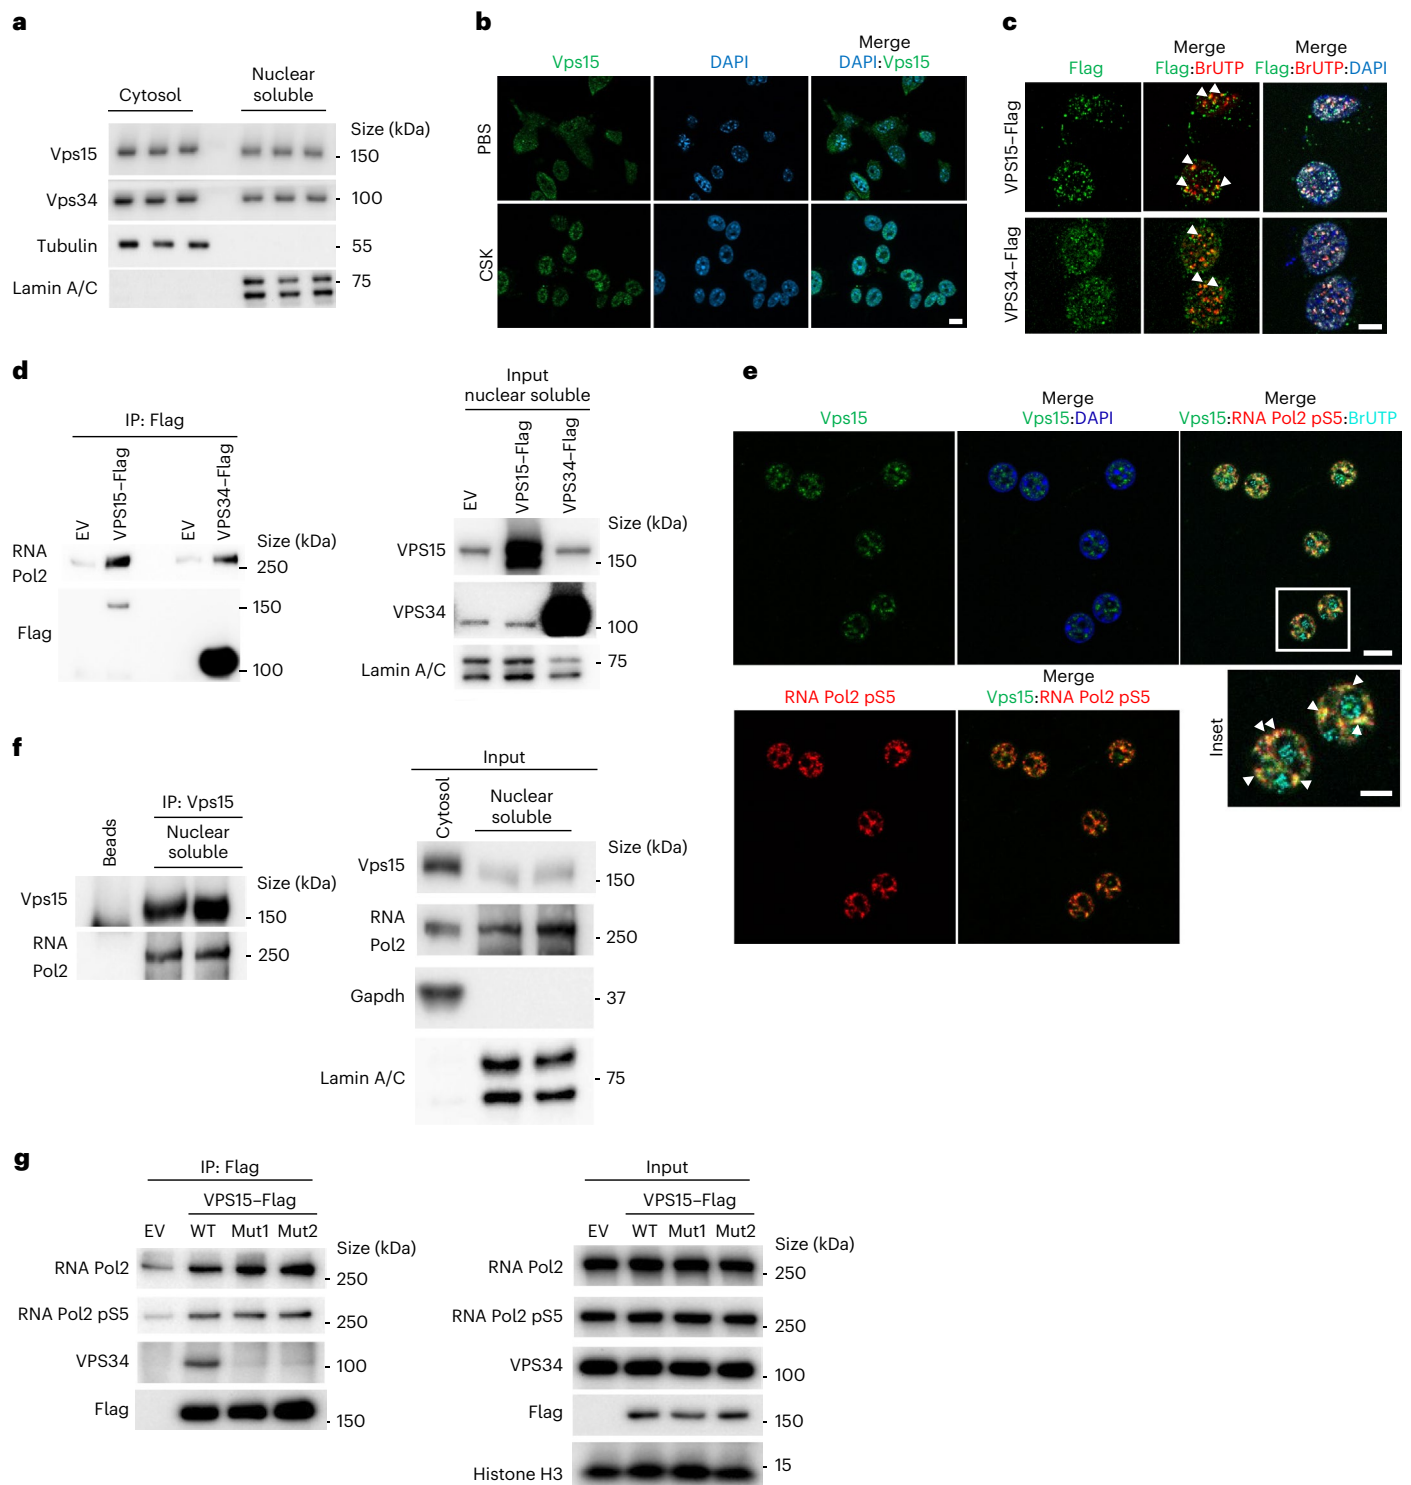 a
Cytosol
Nuclear
soluble
Size (kDa)
Vps15
- 150
Vps34
- 100
Tubulin
- 55
Lamin A/C
- 75
b
Vps15
DAPI
Merge
DAPI:Vps15
PBS
CSK
c
Flag
Merge
Flag:BrUTP
Merge
Flag:BrUTP:DAPI
VPS15–Flag
VPS34–Flag
d
IP: Flag
EV
VPS15–Flag
EV
VPS34–Flag
Size (kDa)
RNA
Pol2
- 250
- 150
Flag
- 100
Input
nuclear soluble
EV
VPS15–Flag
VPS34–Flag
Size (kDa)
VPS15
- 150
VPS34
- 100
Lamin A/C
- 75
e
Vps15
Merge
Vps15:DAPI
Merge
Vps15:RNA Pol2 pS5:BrUTP
RNA Pol2 pS5
Merge
Vps15:RNA Pol2 pS5
Inset
f
Beads
IP: Vps15
Nuclear
soluble
Size (kDa)
Vps15
- 150
RNA
Pol2
- 250
Input
Cytosol
Nuclear
soluble
Size (kDa)
Vps15
- 150
RNA
Pol2
- 250
Gapdh
- 37
Lamin A/C
- 75
g
IP: Flag
VPS15–Flag
EV WT Mut1 Mut2
Size (kDa)
RNA Pol2
- 250
RNA Pol2 pS5
- 250
VPS34
- 100
Flag
- 150
Input
VPS15–Flag
EV WT Mut1 Mut2
Size (kDa)
RNA Pol2
- 250
RNA Pol2 pS5
- 250
VPS34
- 100
Flag
- 150
- 15
Histone H3